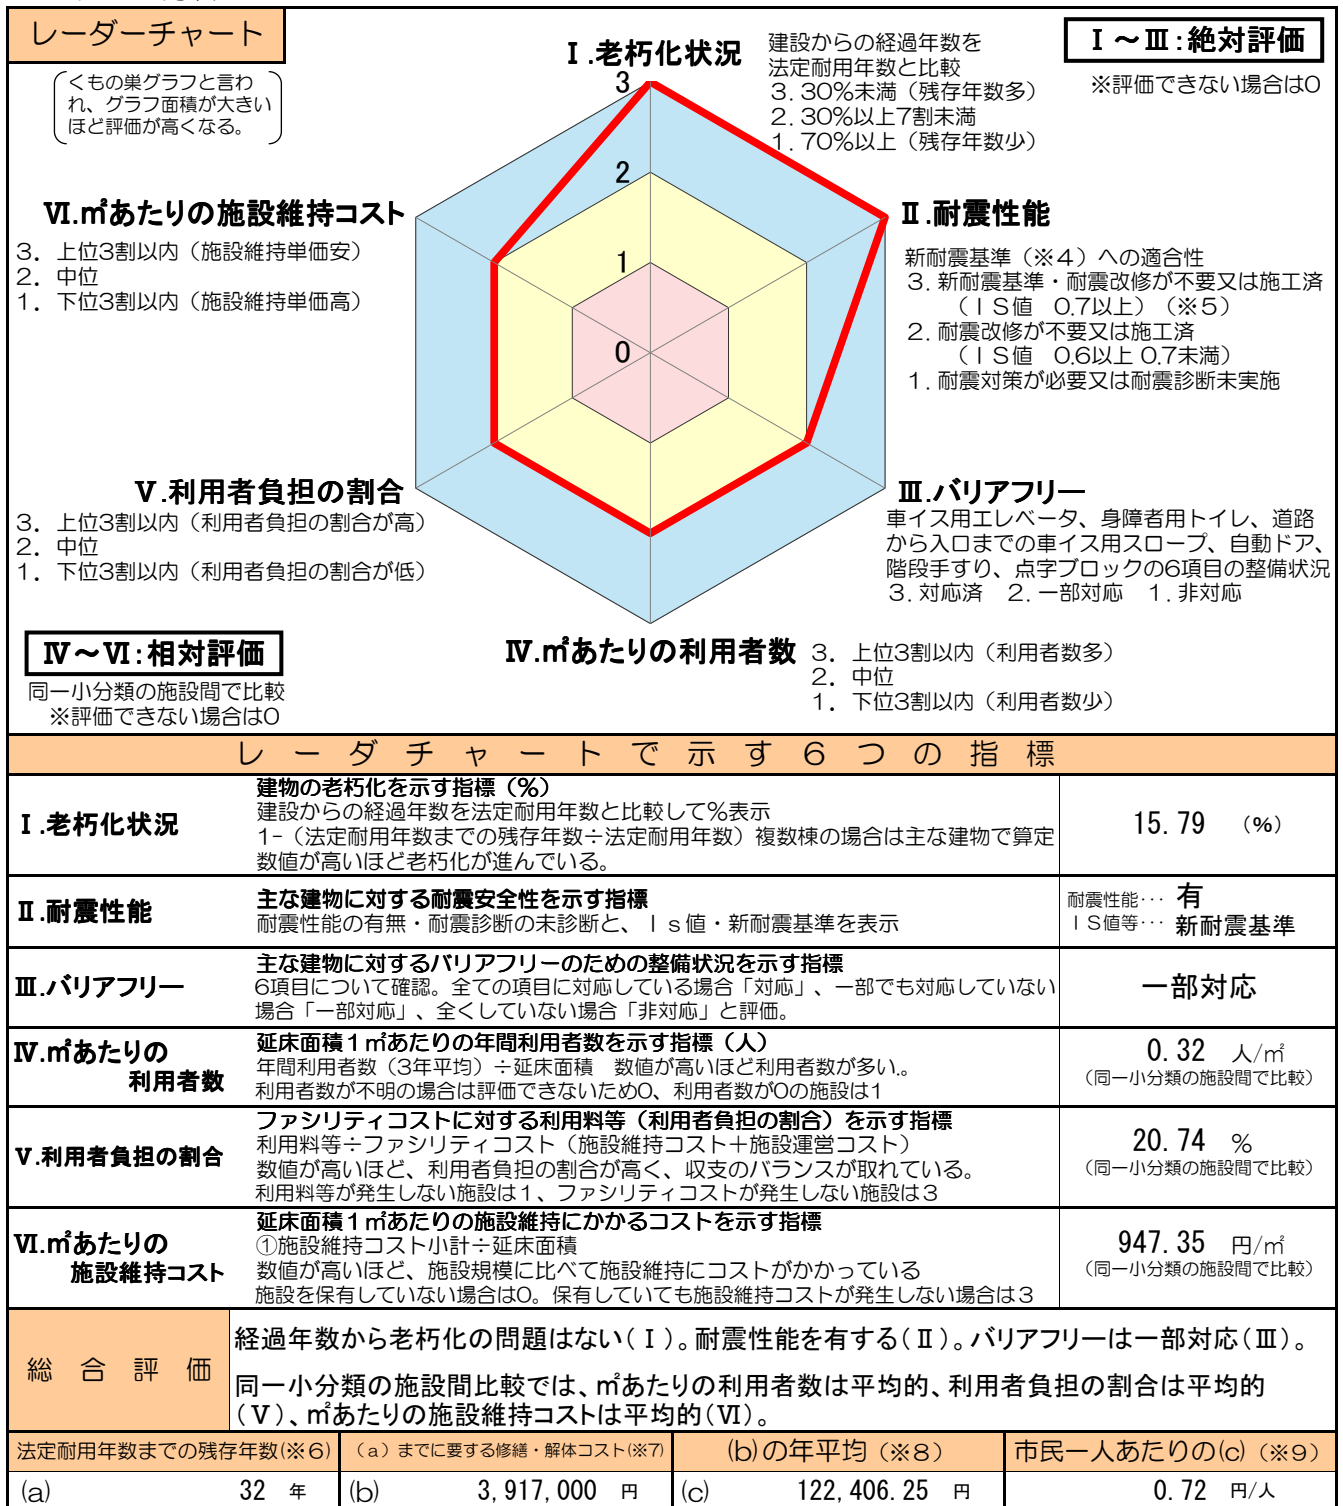 レーダーチャート
くもの巣グラフと言わ
れ、グラフ面積が大きい
ほど評価が高くなる。
Ⅰ～Ⅲ:絶対評価
※評価できない場合は0
Ⅰ.老朽化状況
建設からの経過年数を
法定耐用年数と比較
3. 30%未満（残存年数多）
2. 30%以上7割未満
1. 70%以上（残存年数少）
3
2
1
0
Ⅱ.耐震性能
新耐震基準（※4）への適合性
3. 新耐震基準・耐震改修が不要又は施工済
（ＩＳ値　0.7以上）（※5）
2. 耐震改修が不要又は施工済
（ＩＳ値　0.6以上 0.7未満）
1. 耐震対策が必要又は耐震診断未実施
Ⅲ.バリアフリー
車イス用エレベータ、身障者用トイレ、道路
から入口までの車イス用スロープ、自動ドア、
階段手すり、点字ブロックの6項目の整備状況
3. 対応済　2. 一部対応　1. 非対応
Ⅵ.㎡あたりの施設維持コスト
3. 上位3割以内（施設維持単価安）
2. 中位
1. 下位3割以内（施設維持単価高）
Ⅴ.利用者負担の割合
3. 上位3割以内（利用者負担の割合が高）
2. 中位
1. 下位3割以内（利用者負担の割合が低）
Ⅳ.㎡あたりの利用者数
3. 上位3割以内（利用者数多）
2. 中位
1. 下位3割以内（利用者数少）
Ⅳ～Ⅵ:相対評価
同一小分類の施設間で比較
※評価できない場合は0
レーダチャートで示す6つの指標
Ⅰ.老朽化状況
建物の老朽化を示す指標（%）
建設からの経過年数を法定耐用年数と比較して%表示
1-（法定耐用年数までの残存年数÷法定耐用年数）複数棟の場合は主な建物で算定
数値が高いほど老朽化が進んでいる。
15.79 （%）
Ⅱ.耐震性能
主な建物に対する耐震安全性を示す指標
耐震性能の有無・耐震診断の未診断と、Ｉｓ値・新耐震基準を表示
耐震性能… 有
ＩＳ値等… 新耐震基準
Ⅲ.バリアフリー
主な建物に対するバリアフリーのための整備状況を示す指標
6項目について確認。全ての項目に対応している場合「対応」、一部でも対応していない
場合「一部対応」、全くしていない場合「非対応」と評価。
一部対応
Ⅳ.㎡あたりの
利用者数
延床面積１㎡あたりの年間利用者数を示す指標（人）
年間利用者数（3年平均）÷延床面積　数値が高いほど利用者数が多い。
利用者数が不明の場合は評価できないため0、利用者数が0の施設は1
0.32 人/㎡
（同一小分類の施設間で比較）
Ⅴ.利用者負担の割合
ファシリティコストに対する利用料等（利用者負担の割合）を示す指標
利用料等÷ファシリティコスト（施設維持コスト＋施設運営コスト）
数値が高いほど、利用者負担の割合が高く、収支のバランスが取れている。
利用料等が発生しない施設は１、ファシリティコストが発生しない施設は３
20.74 %
（同一小分類の施設間で比較）
Ⅵ.㎡あたりの
施設維持コスト
延床面積１㎡あたりの施設維持にかかるコストを示す指標
①施設維持コスト小計÷延床面積
数値が高いほど、施設規模に比べて施設維持にコストがかかっている
施設を保有していない場合は0。保有していても施設維持コストが発生しない場合は３
947.35 円/㎡
（同一小分類の施設間で比較）
総合評価
経過年数から老朽化の問題はない(Ⅰ)。耐震性能を有する(Ⅱ)。バリアフリーは一部対応(Ⅲ)。
同一小分類の施設間比較では、㎡あたりの利用者数は平均的、利用者負担の割合は平均的
(Ⅴ)、㎡あたりの施設維持コストは平均的(Ⅵ)。
法定耐用年数までの残存年数(※6)
（a）までに要する修繕・解体コスト(※7)
(b)の年平均（※8）
市民一人あたりの(c)（※9）
(a) 32 年
(b) 3,917,000 円
(c) 122,406.25 円
0.72 円/人